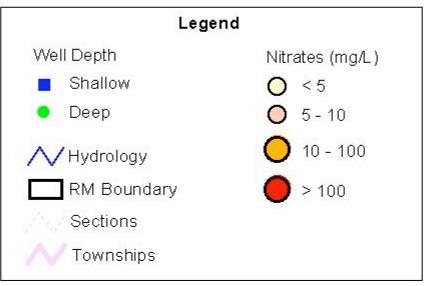 Legend
Well Depth
Shallow
Deep
Hydrology
RM Boundary
Sections
Townships
Nitrates (mg/L)
< 5
5 - 10
10 - 100
> 100